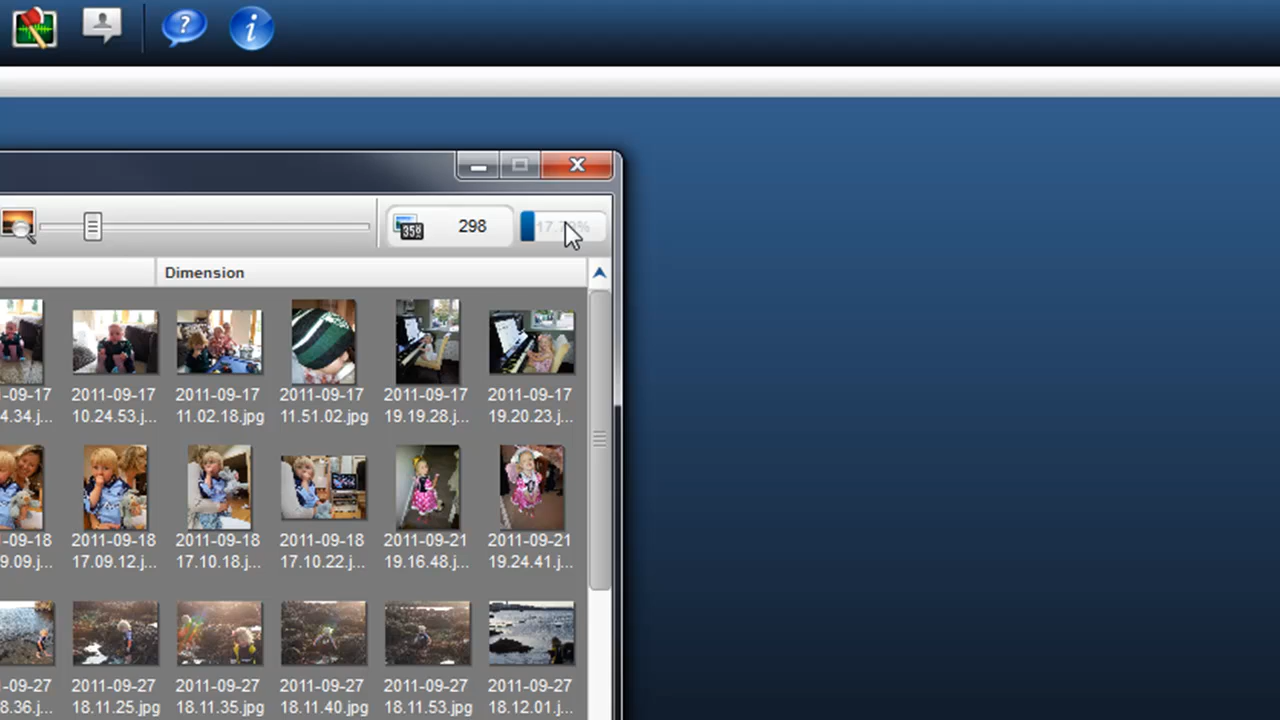 298
Dimension
-09-17 2011-09-17 2011-09-17 2011-09-17 2011-09-17 2011-09-17
4.34.j... 10.24.53.j... 11.02.18.jpg 11.51.02.jpg 19.19.28.j... 19.20.23.j...
-09-18 2011-09-18 2011-09-18 2011-09-18 2011-09-21 2011-09-21
9.09.j... 17.09.12.j... 17.10.18.j... 17.10.22.j... 19.16.48.j... 19.24.41.j...
-09-27 2011-09-27 2011-09-27 2011-09-27 2011-09-27 2011-09-27
8.36.j... 18.11.25.jpg 18.11.35.jpg 18.11.40.jpg 18.11.53.jpg 18.12.01.j...